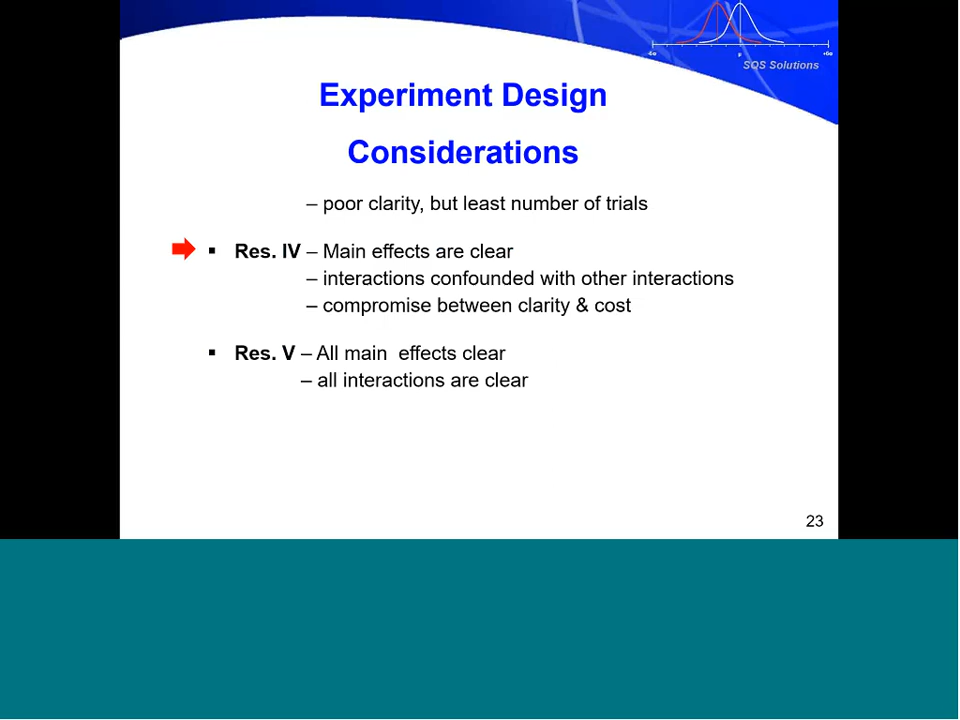 SQS Solutions
Experiment Design
Considerations
– poor clarity, but least number of trials
▪ Res. IV – Main effects are clear
– interactions confounded with other interactions
– compromise between clarity & cost
▪ Res. V – All main effects clear
– all interactions are clear
23